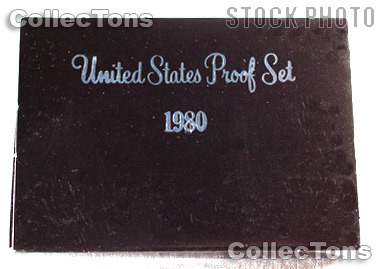 CollecTons
STOCK PHOTO
United States Proof Set
1980
CollecTons